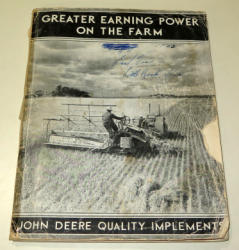 GREATER EARNING POWER
ON THE FARM
JOHN DEERE QUALITY IMPLEMENTS